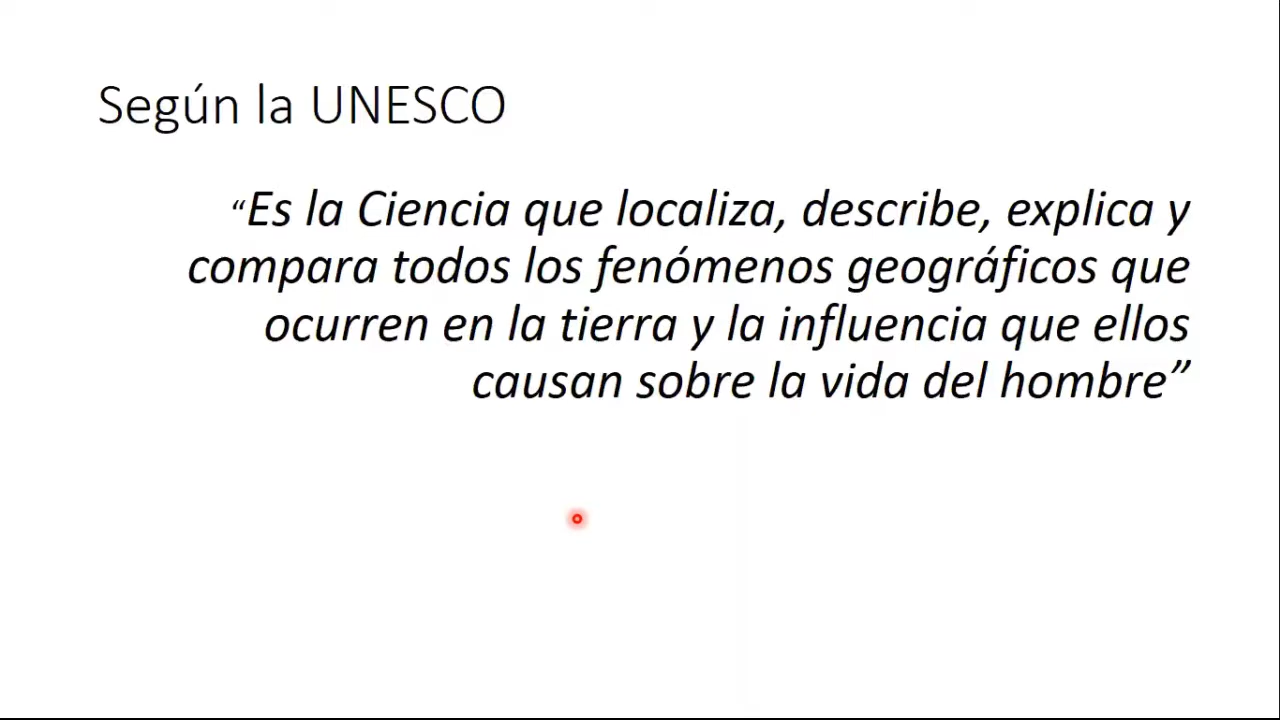 Según la UNESCO
“Es la Ciencia que localiza, describe, explica y
compara todos los fenómenos geográficos que
ocurren en la tierra y la influencia que ellos
causan sobre la vida del hombre”